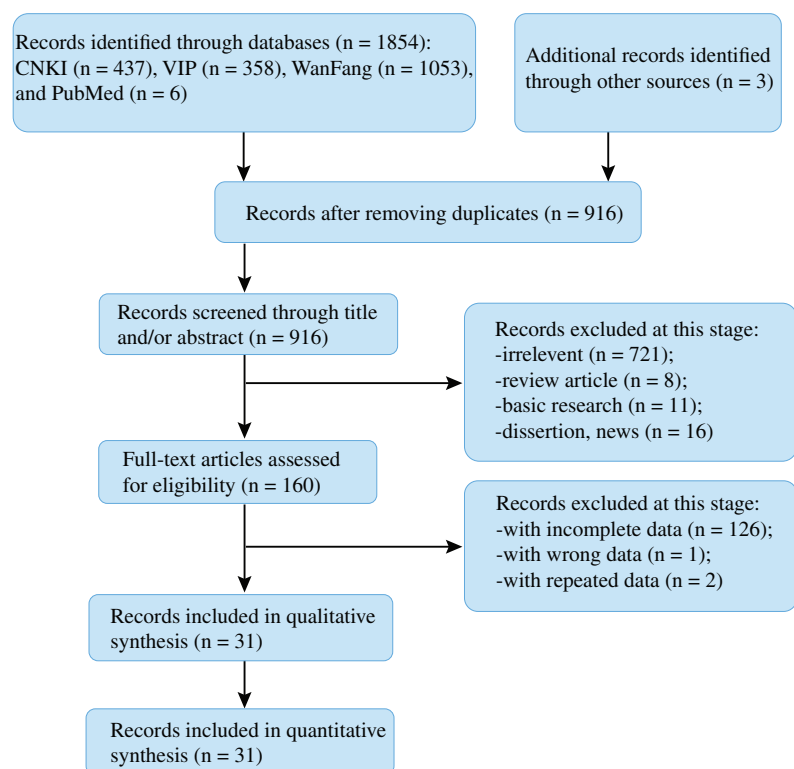 Records identified through databases (n = 1854):
CNKI (n = 437), VIP (n = 358), WanFang (n = 1053),
and PubMed (n = 6)
Additional records identified
through other sources (n = 3)
Records after removing duplicates (n = 916)
Records screened through title
and/or abstract (n = 916)
Records excluded at this stage:
-irrelevent (n = 721);
-review article (n = 8);
-basic research (n = 11);
-dissertion, news (n = 16)
Full-text articles assessed
for eligibility (n = 160)
Records excluded at this stage:
-with incomplete data (n = 126);
-with wrong data (n = 1);
-with repeated data (n = 2)
Records included in qualitative
synthesis (n = 31)
Records included in quantitative
synthesis (n = 31)